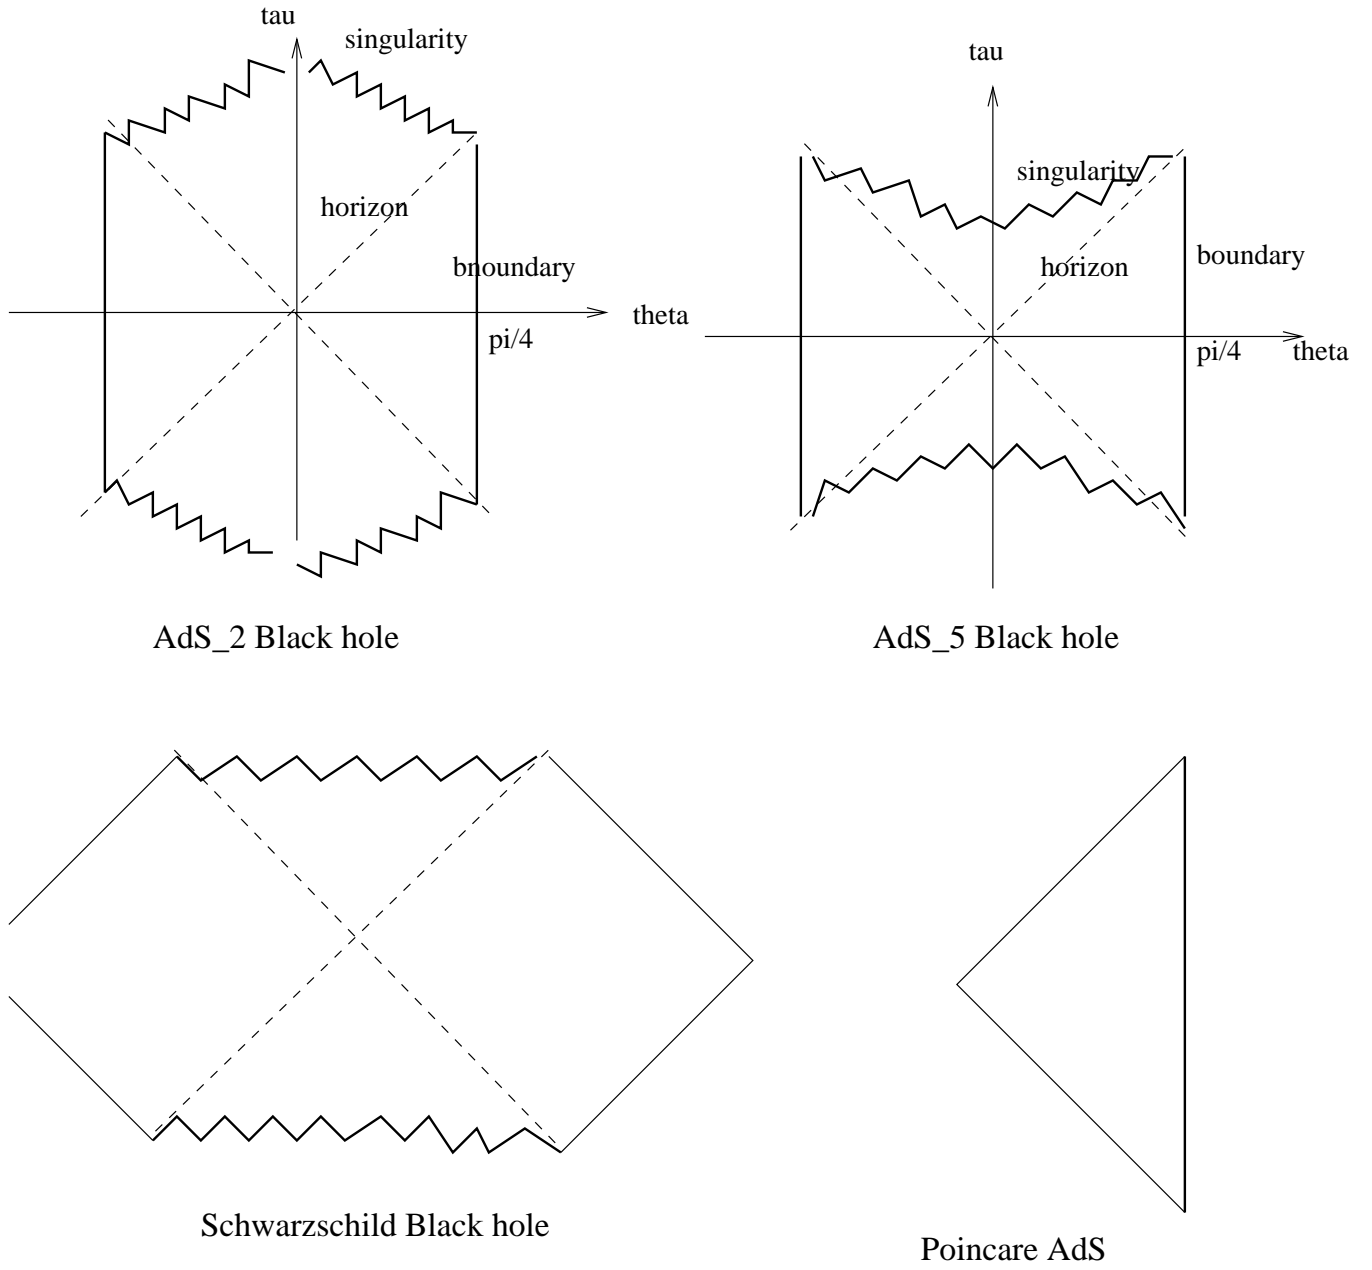 tau
singularity
horizon
bnoundary
theta
pi/4
AdS_2 Black hole
tau
singularity
horizon
boundary
pi/4
theta
AdS_5 Black hole
Schwarzschild Black hole
Poincare AdS